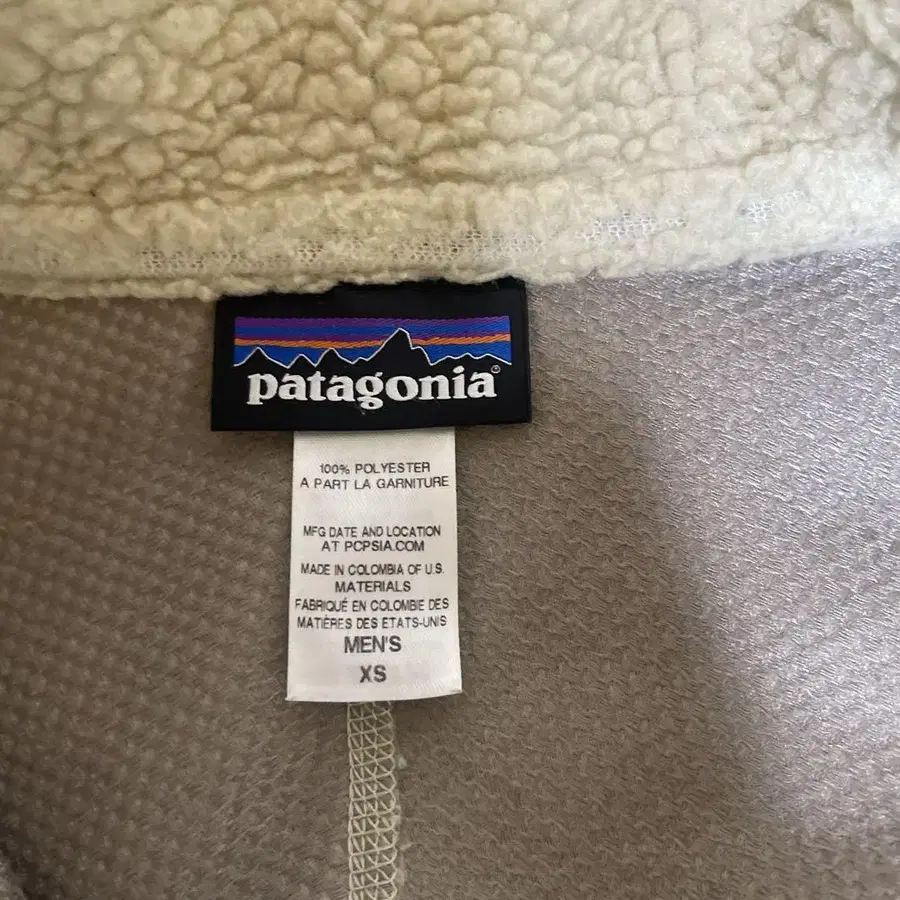 patagonia®
100% POLYESTER
A PART LA GARNITURE
MFG DATE AND LOCATION
AT PCPSIA.COM
MADE IN COLOMBIA OF U.S.
MATERIALS
FABRIQUÉ EN COLOMBIE DES
MATIÈRES DES ETATS-UNIS
MEN'S
XS